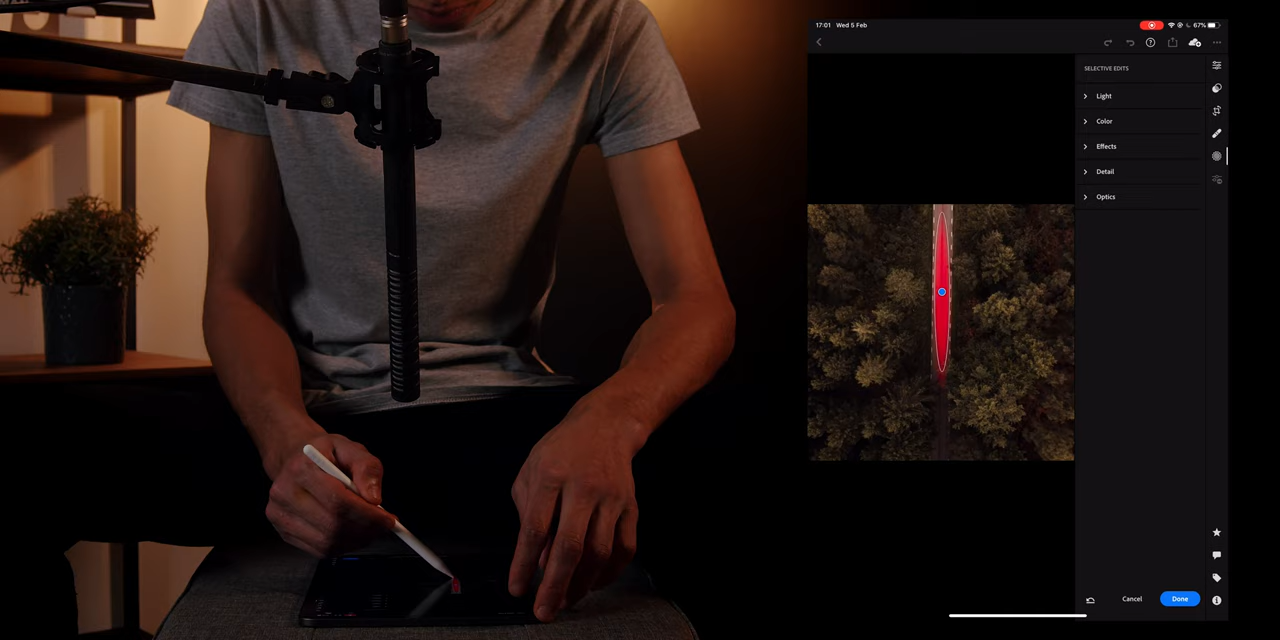 17:01 Wed 5 Feb
67%
SELECTIVE EDITS
Light
Color
Effects
Detail
Optics
Cancel
Done